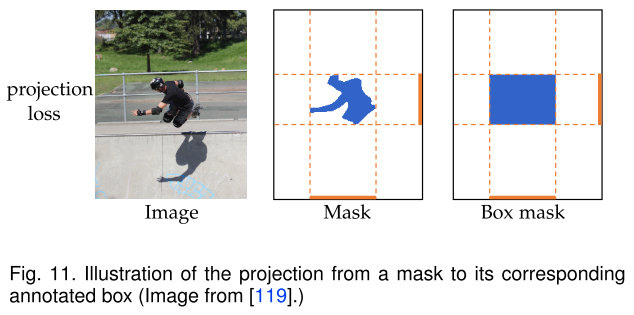 projection
loss
Image
Mask
Box mask
Fig. 11. Illustration of the projection from a mask to its corresponding
annotated box (Image from [119].)